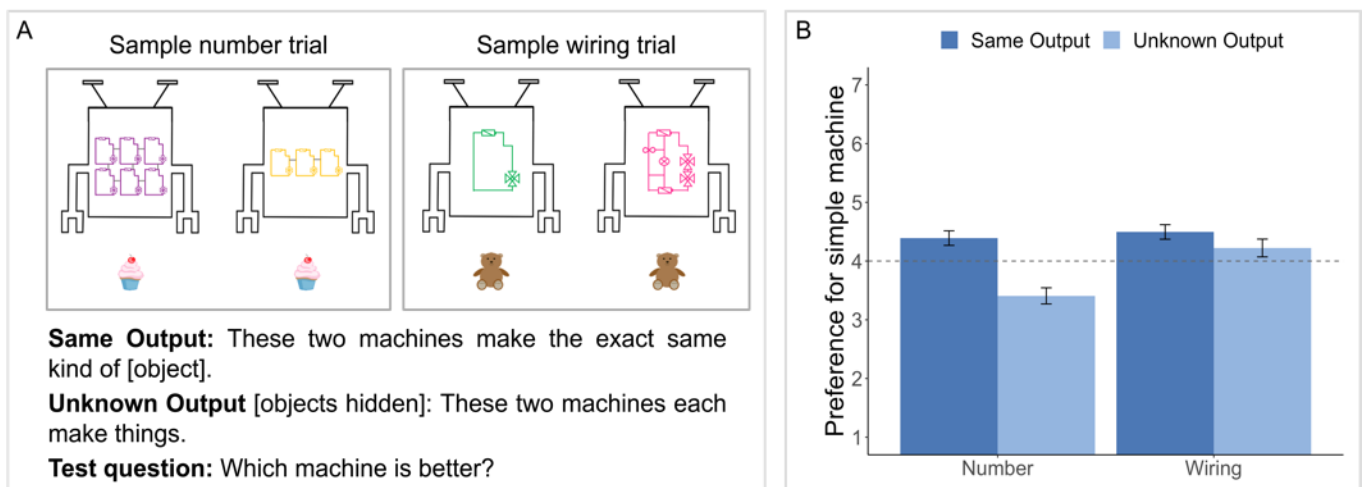 A
Sample number trial
Sample wiring trial
Same Output: These two machines make the exact same
kind of [object].
Unknown Output [objects hidden]: These two machines each
make things.
Test question: Which machine is better?
B
Same Output
Unknown Output
Preference for simple machine
7
6
5
4
3
2
1
Number
Wiring